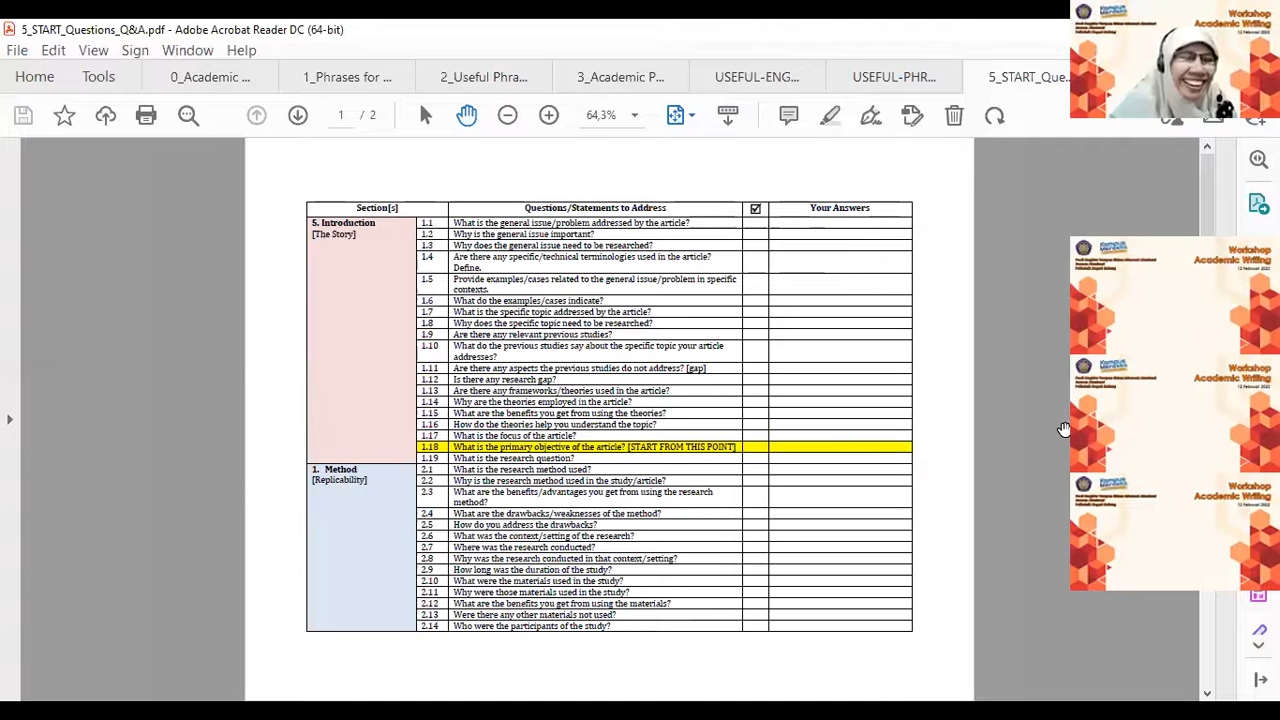 5_START_Questions_Q&A.pdf - Adobe Acrobat Reader DC (64-bit)
File Edit View Sign Window Help
Home Tools 0_Academic ... 1_Phrases for ... 2_Useful Phra... 3_Academic P... USEFUL-ENG... USEFUL-PHR... 5_START_Que...
1 / 2 64,3%
Section[s] Questions/Statements to Address Your Answers
5. Introduction
[The Story]
1.1 What is the general issue/problem addressed by the article?
1.2 Why is the general issue important?
1.3 Why does the general issue need to be researched?
Are there any specific technical terminologies used in the article?
Define.
1.5 Provide examples/cases related to the general issue/problem in specific
contexts.
1.6 What do the examples/cases indicate?
1.7 What is the specific topic addressed by the article?
1.8 Why does the specific topic need to be researched?
1.9 Are there any relevant previous studies?
1.10 What do the previous studies say about the specific topic your article
addresses?
1.11 Are there any aspects the previous studies do not address? [gap]
1.12 Is there any research gap?
1.13 Are there any frameworks/theories used in the article?
1.14 Why are the theories employed in the article?
1.15 What are the benefits you get from using the theories?
1.16 How do the theories help you understand the topic?
1.17 What is the focus of the article?
1.18 What is the primary objective of the article? [START FROM THIS POINT]
1.19 What is the research question?
1. Method
[Replicability]
2.1 What is the research method used?
2.2 Why is the research method used in the study/article?
2.3 What are the benefits/advantages you get from using the research
method?
2.4 What are the drawbacks/weaknesses of the method?
2.5 How do you address the drawbacks?
2.6 What was the context/setting of the research?
2.7 Where was the research conducted?
2.8 Why was the research conducted in that context/setting?
2.9 How long was the duration of the study?
2.10 What were the materials used in the study?
2.11 Why were those materials used in the study?
2.12 What are the benefits you get from using the materials?
2.13 Were there any other materials not used?
2.14 Who were the participants of the study?
Kampus
Merdeka
Workshop
Academic Writing
Kampus
Merdeka
Workshop
Academic Writing
Kampus
Merdeka
Workshop
Academic Writing
Kampus
Merdeka
Workshop
Academic Writing